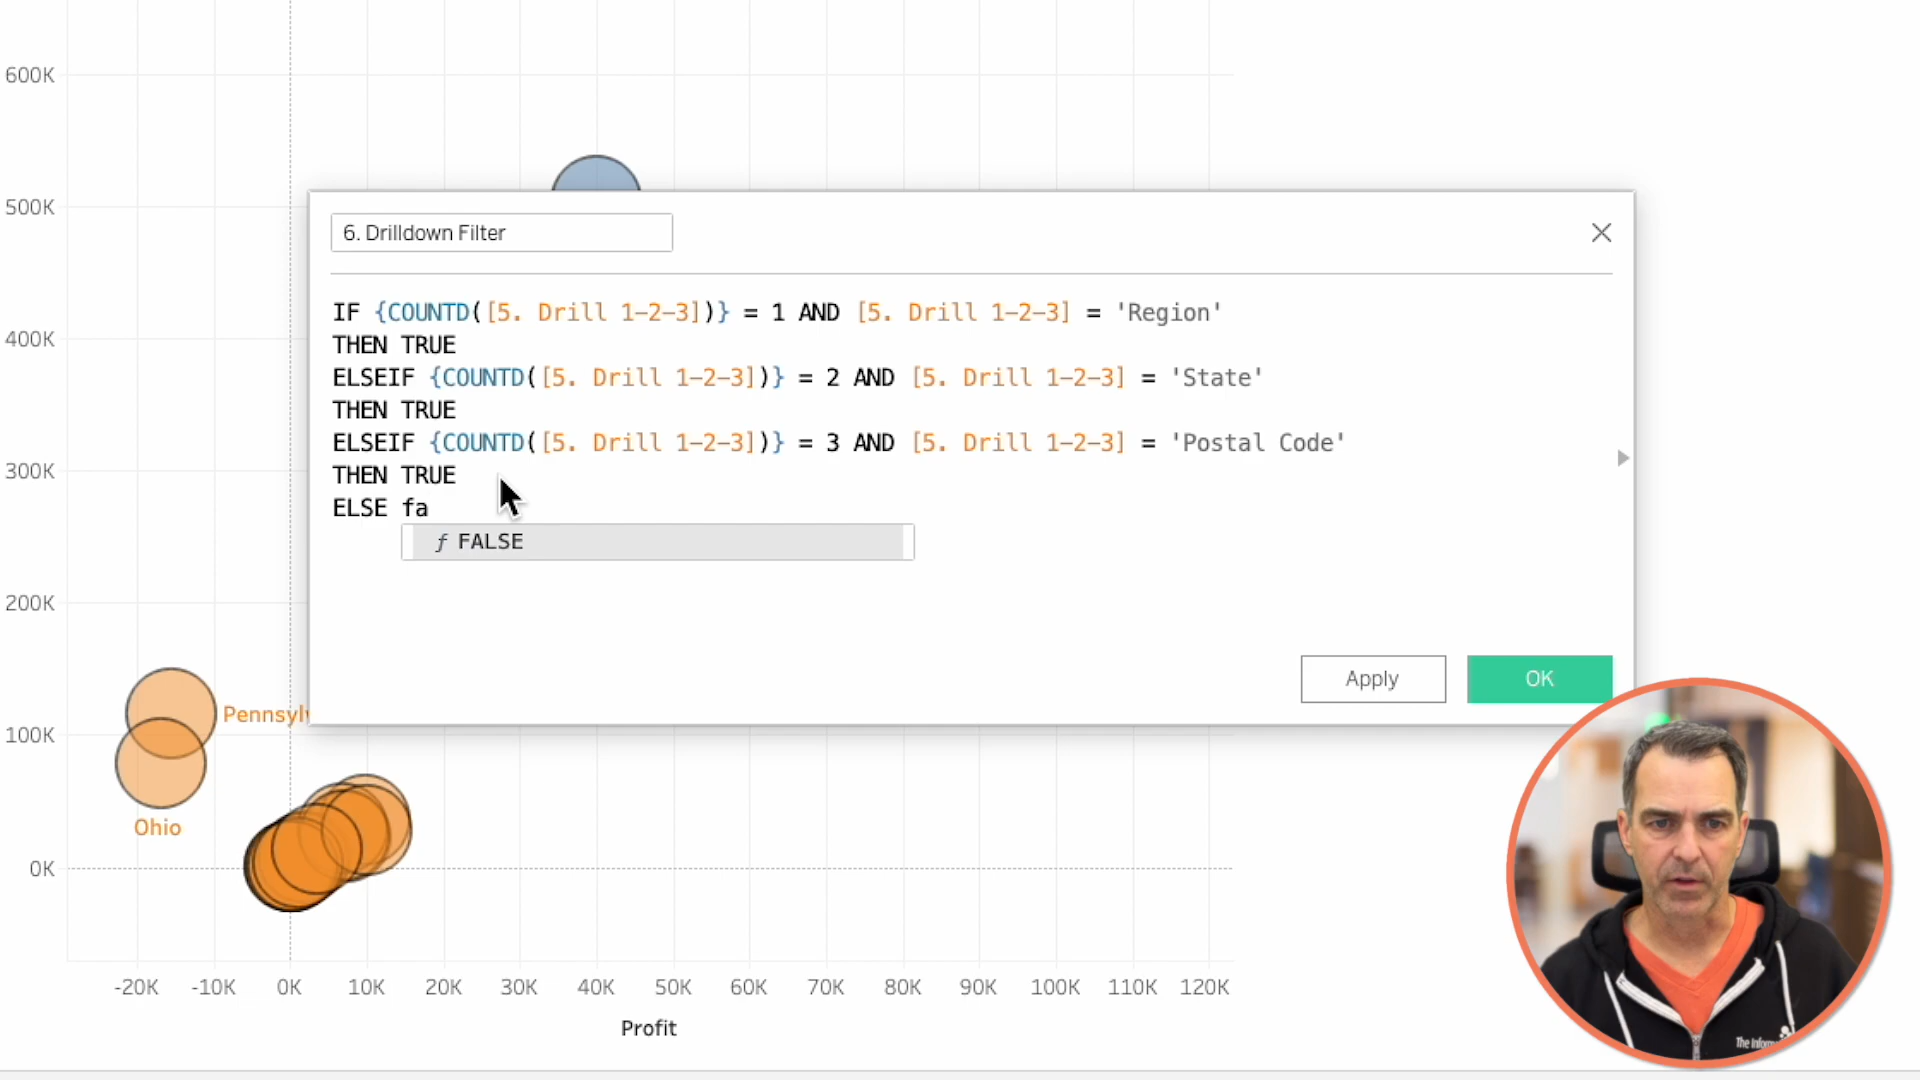 600K
500K
6. Drilldown Filter
IF {COUNTD([5. Drill 1-2-3])} = 1 AND [5. Drill 1-2-3] = 'Region'
400K
THEN TRUE
ELSEIF {COUNTD([5. Drill 1-2-3])} = 2 AND [5. Drill 1-2-3] = 'State'
THEN TRUE
ELSEIF {COUNTD([5. Drill 1-2-3])} = 3 AND [5. Drill 1-2-3] = 'Postal Code'
300K
THEN TRUE
ELSE fa
f FALSE
200K
Apply
OK
Pennsylv
100K
Ohio
0K
-20K -10K 0K 10K 20K 30K 40K 50K 60K 70K 80K 90K 100K 110K 120K
Profit
The Inform